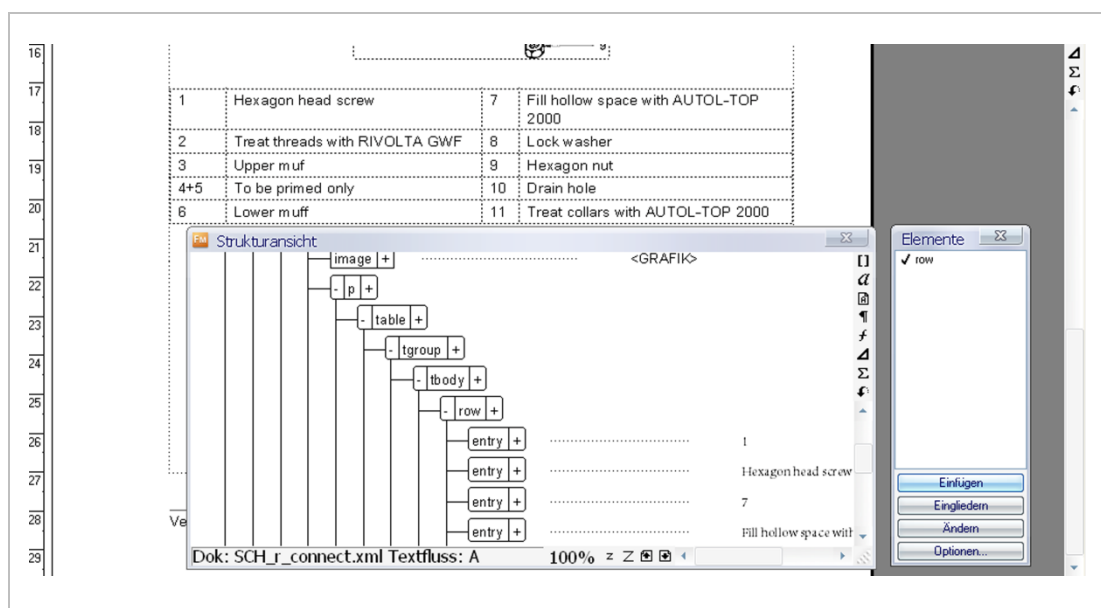 16
9
17
1 Hexagon head screw 7 Fill hollow space with AUTOL-TOP
2000
18
2 Treat threads with RIVOLTA GWF 8 Lock washer
19
3 Upper muf 9 Hexagon nut
4+5 To be primed only 10 Drain hole
20
6 Lower muff 11 Treat collars with AUTOL-TOP 2000
21
FM Strukturansicht
Elemente
22
image + <GRAFIK>
✓ row
- p +
23
- table +
24
- tgroup +
- tbody +
25
- row +
26
entry + 1
27
entry + Hexagon head screw
entry + 7
28
Ve
entry + Fill hollow space with
29
Dok: SCH_r_connect.xml Textfluss: A 100% z Z
Einfügen
Eingliedern
Ändern
Optionen...